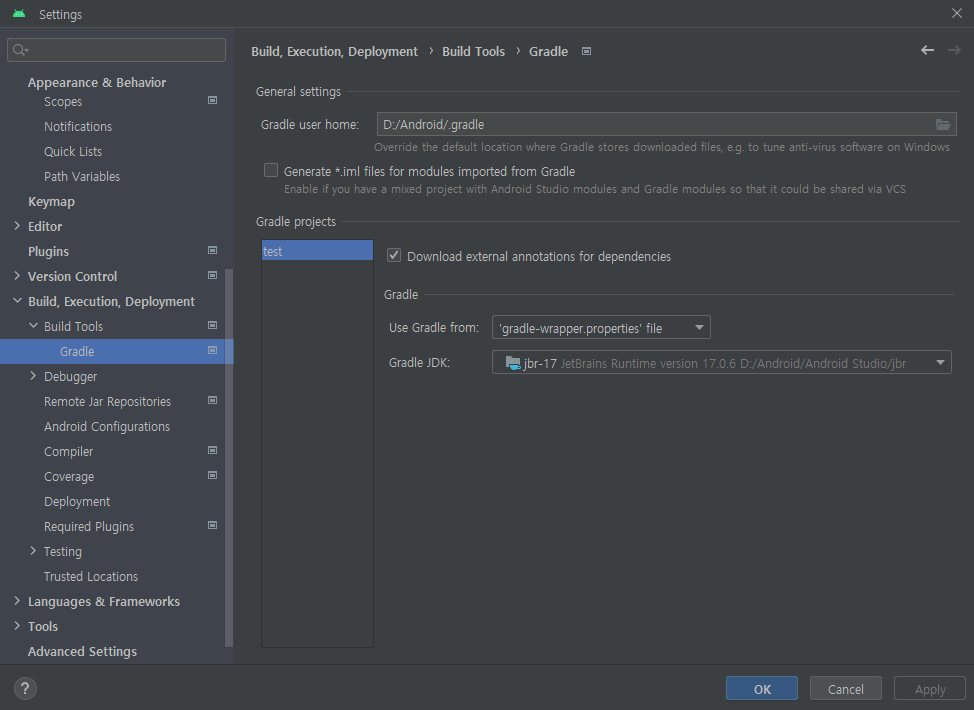 Settings
Appearance & Behavior
Scopes
Notifications
Quick Lists
Path Variables
Keymap
Editor
Plugins
Version Control
Build, Execution, Deployment
Build Tools
Gradle
Debugger
Remote Jar Repositories
Android Configurations
Compiler
Coverage
Deployment
Required Plugins
Testing
Trusted Locations
Languages & Frameworks
Tools
Advanced Settings
Build, Execution, Deployment › Build Tools › Gradle
General settings
Gradle user home: D:/Android/.gradle
Override the default location where Gradle stores downloaded files, e.g. to tune anti-virus software on Windows
Generate *.iml files for modules imported from Gradle
Enable if you have a mixed project with Android Studio modules and Gradle modules so that it could be shared via VCS
Gradle projects
test
Download external annotations for dependencies
Gradle
Use Gradle from: 'gradle-wrapper.properties' file
Gradle JDK: jbr-17 JetBrains Runtime version 17.0.6 D:/Android/Android Studio/jbr
?
OK Cancel Apply